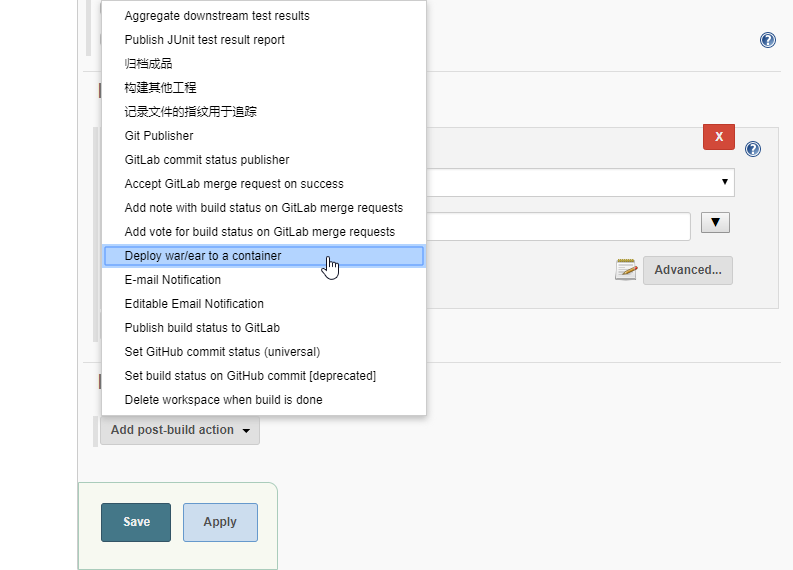 Aggregate downstream test results
Publish JUnit test result report
归档成品
构建其他工程
记录文件的指纹用于追踪
Git Publisher
GitLab commit status publisher
Accept GitLab merge request on success
Add note with build status on GitLab merge requests
Add vote for build status on GitLab merge requests
Deploy war/ear to a container
E-mail Notification
Editable Email Notification
Publish build status to GitLab
Set GitHub commit status (universal)
Set build status on GitHub commit [deprecated]
Delete workspace when build is done
X
Advanced...
Add post-build action
Save
Apply